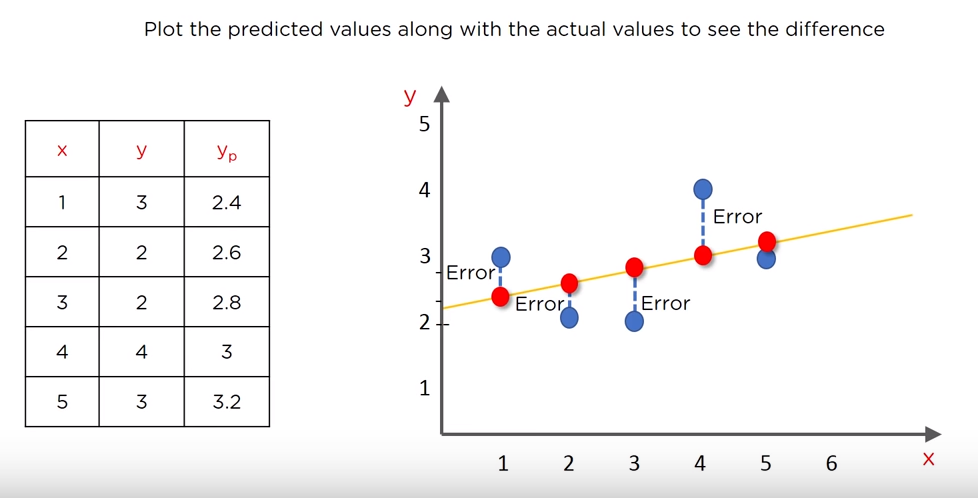 Plot the predicted values along with the actual values to see the difference
x y yp
1 3 2.4
2 2 2.6
3 2 2.8
4 4 3
5 3 3.2
y
5
4
3
2
1
Error
Error
Error
Error
1 2 3 4 5 6 x